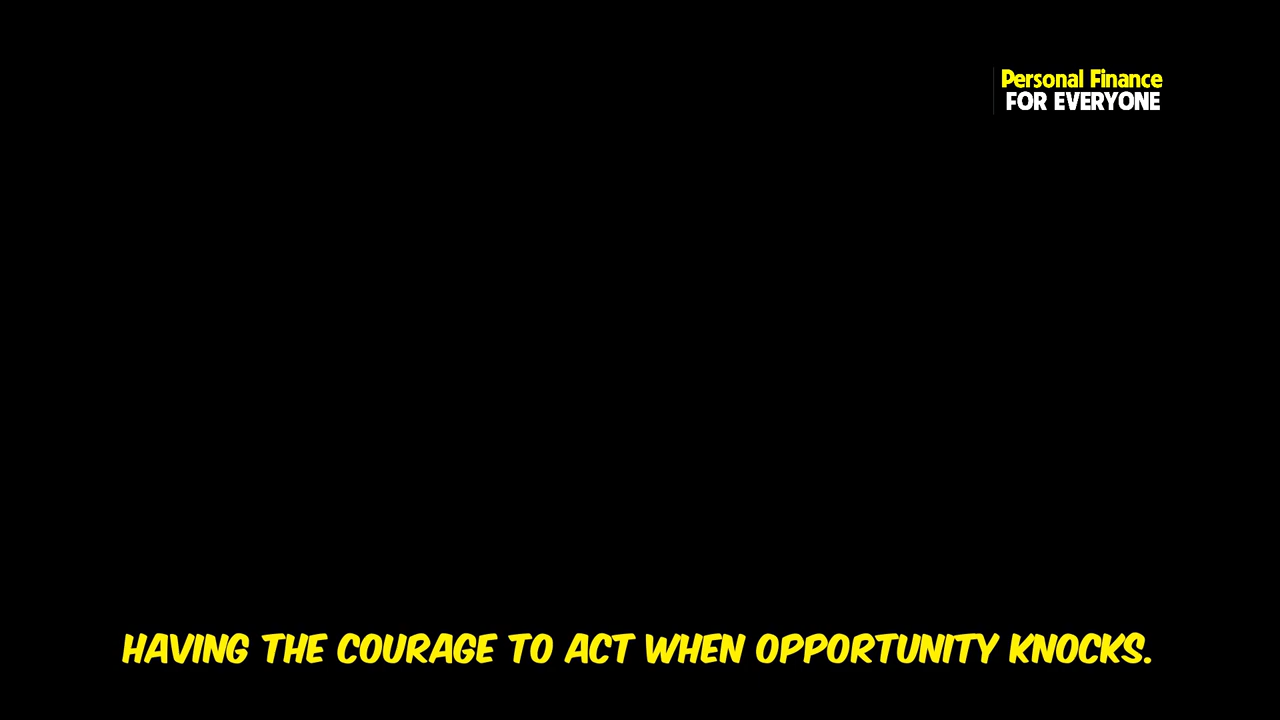 Personal Finance
FOR EVERYONE
HAVING THE COURAGE TO ACT WHEN OPPORTUNITY KNOCKS.